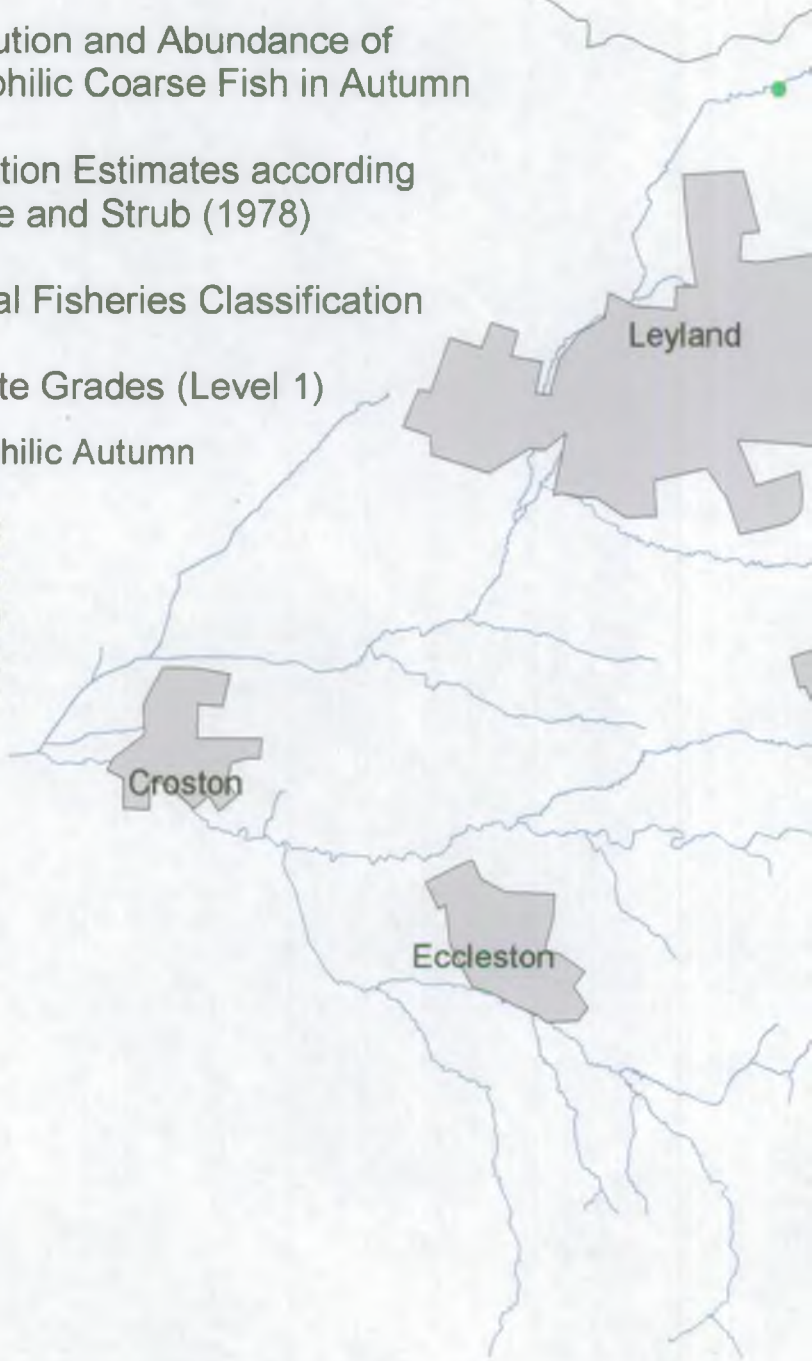 ution and Abundance of
philic Coarse Fish in Autumn
tion Estimates according
e and Strub (1978)
al Fisheries Classification
te Grades (Level 1)
hilic Autumn
Leyland
Croston
Eccleston